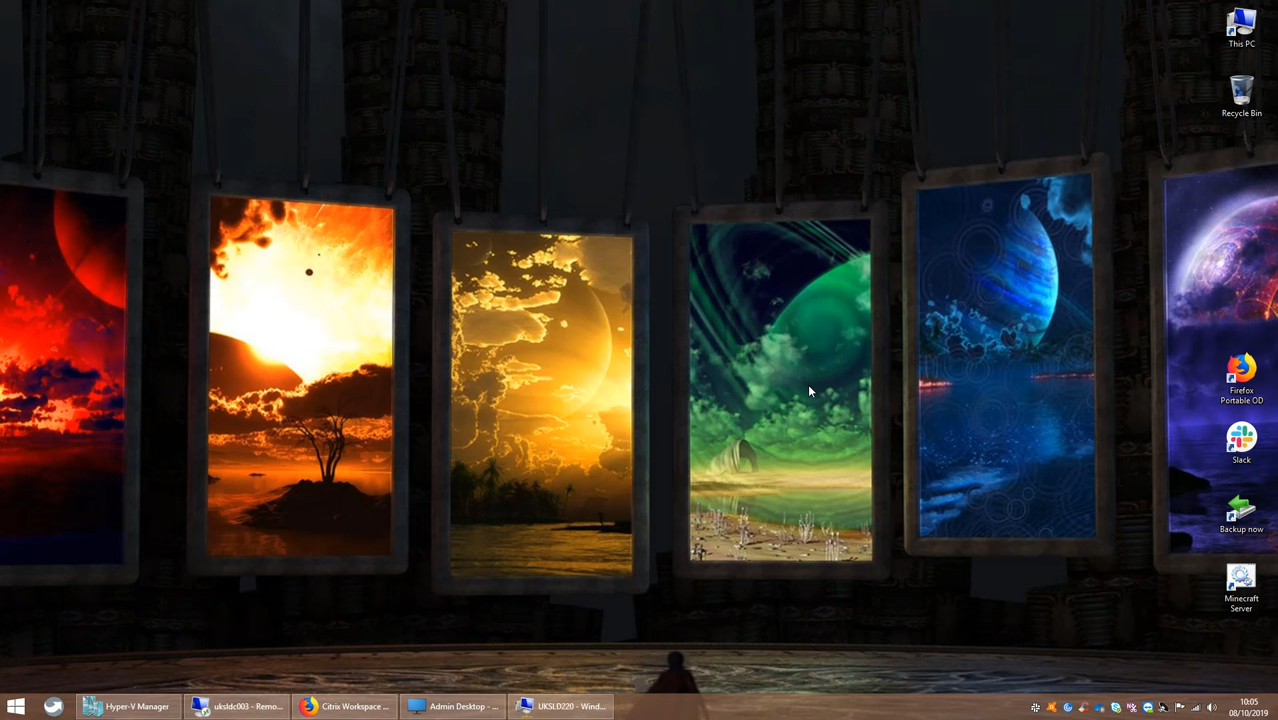 This PC
Recycle Bin
Firefox
Portable OD
Slack
Backup now
Minecraft
Server
Hyper-V Manager
uksldc003 - Remo...
Citrix Workspace ...
Admin Desktop - ...
UKSLD220 - Wind...
10:05
08/10/2019